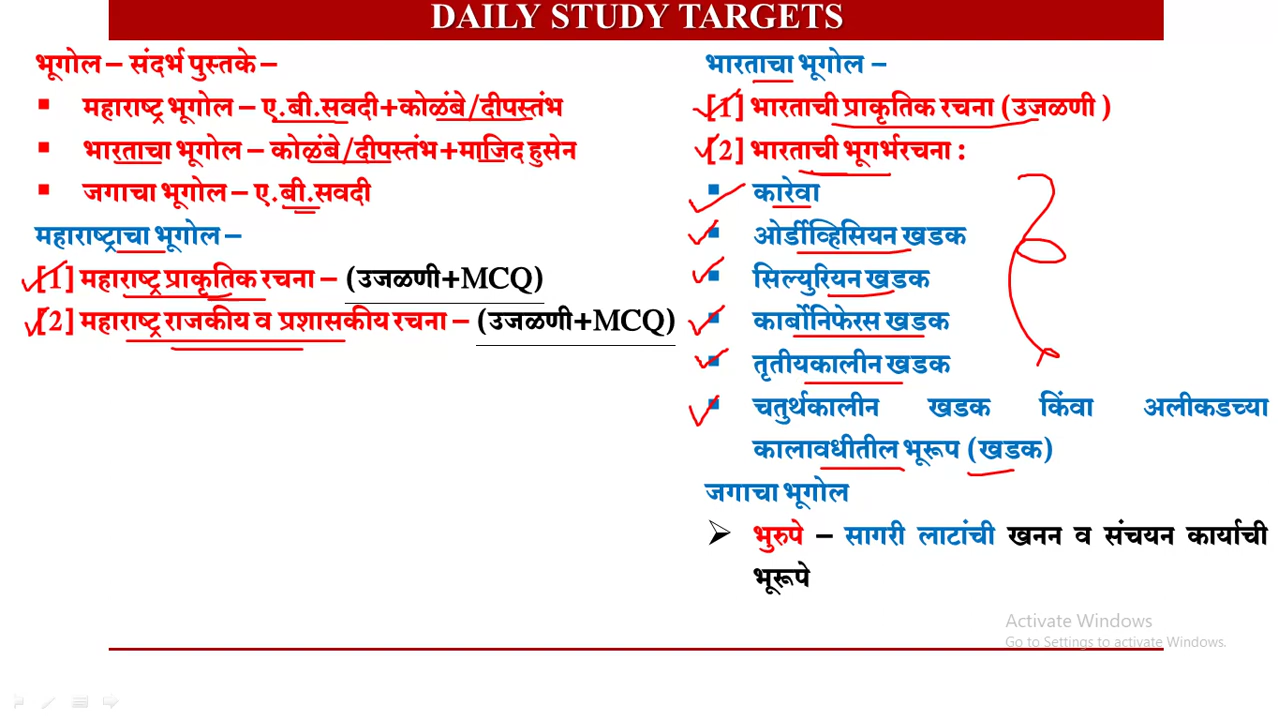 DAILY STUDY TARGETS
भूगोल – संदर्भ पुस्तके –
▪ महाराष्ट्र भूगोल – ए.बी.सवदी+कोळंबे/दीपस्तंभ
▪ भारताचा भूगोल – कोळंबे/दीपस्तंभ+माजिद हुसेन
▪ जगाचा भूगोल – ए.बी.सवदी
महाराष्ट्राचा भूगोल –
[1] महाराष्ट्र प्राकृतिक रचना – (उजळणी+MCQ)
[2] महाराष्ट्र राजकीय व प्रशासकीय रचना – (उजळणी+MCQ)
भारताचा भूगोल –
[1] भारताची प्राकृतिक रचना (उजळणी )
[2] भारताची भूगर्भरचना :
▪ कारेवा
▪ ओर्डोव्हिसियन खडक
▪ सिल्युरियन खडक
▪ कार्बोनिफेरस खडक
▪ तृतीयकालीन खडक
▪ चतुर्थकालीन खडक किंवा अलीकडच्या
कालावधीतील भूरूप (खडक)
जगाचा भूगोल
➢ भुरुपे – सागरी लाटांची खनन व संचयन कार्याची
भूरूपे
Activate Windows
Go to Settings to activate Windows.